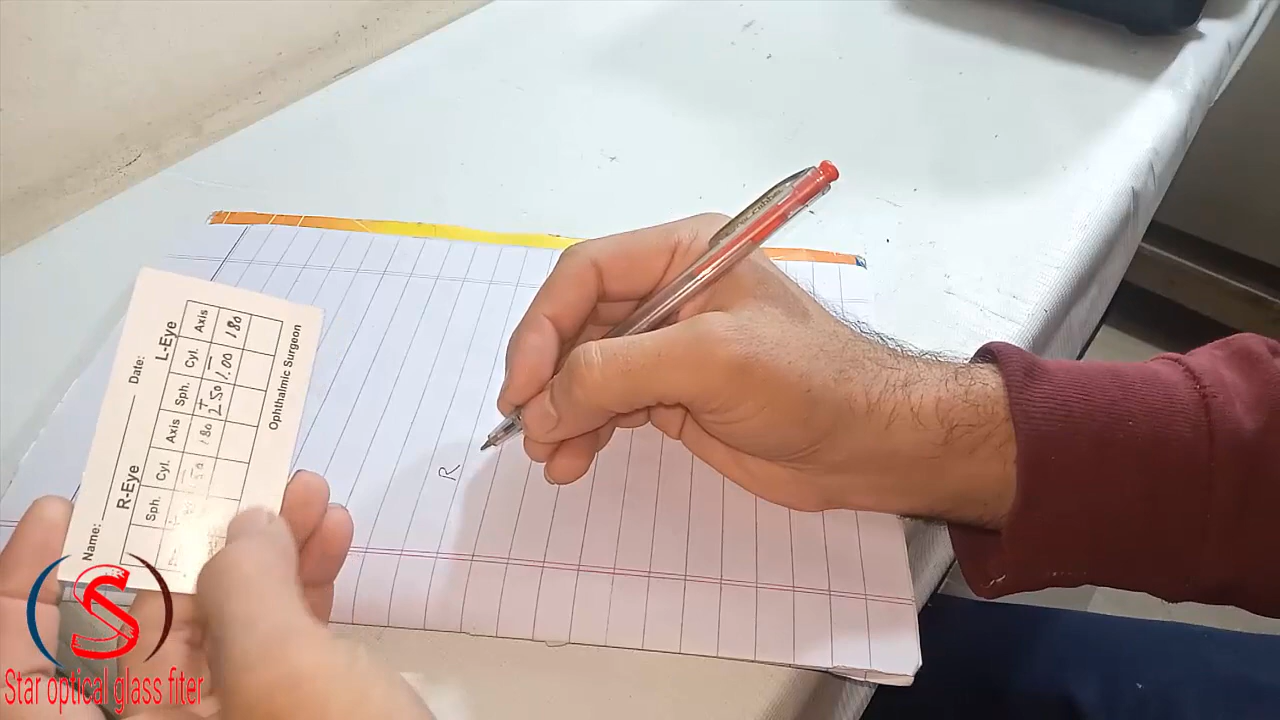 Name: Date:
R-Eye L-Eye
Sph. Cyl. Axis Sph. Cyl. Axis
180 + 2.50 - 1.00 180
Ophthalmic Surgeon
R
S
Star optical glass fiter